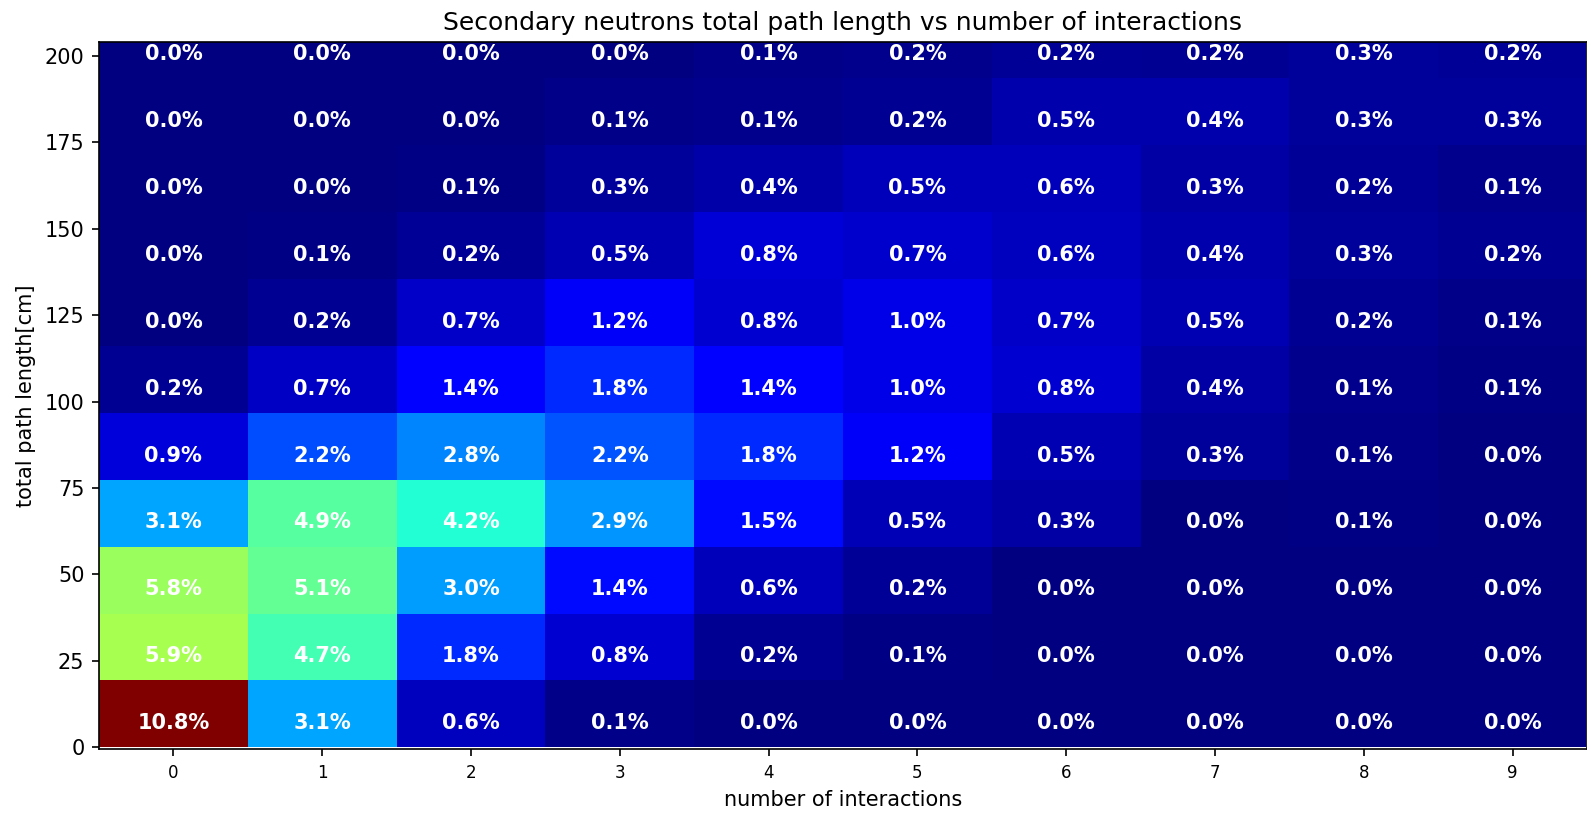 Secondary neutrons total path length vs number of interactions
200 0.0% 0.0% 0.0% 0.0% 0.1% 0.2% 0.2% 0.2% 0.3% 0.2%
0.0% 0.0% 0.0% 0.1% 0.1% 0.2% 0.5% 0.4% 0.3% 0.3%
175
0.0% 0.0% 0.1% 0.3% 0.4% 0.5% 0.6% 0.3% 0.2% 0.1%
150
0.0% 0.1% 0.2% 0.5% 0.8% 0.7% 0.6% 0.4% 0.3% 0.2%
125 0.0% 0.2% 0.7% 1.2% 0.8% 1.0% 0.7% 0.5% 0.2% 0.1%
0.2% 0.7% 1.4% 1.8% 1.4% 1.0% 0.8% 0.4% 0.1% 0.1%
100
0.9% 2.2% 2.8% 2.2% 1.8% 1.2% 0.5% 0.3% 0.1% 0.0%
75
3.1% 4.9% 4.2% 2.9% 1.5% 0.5% 0.3% 0.0% 0.1% 0.0%
50
5.8% 5.1% 3.0% 1.4% 0.6% 0.2% 0.0% 0.0% 0.0% 0.0%
25 5.9% 4.7% 1.8% 0.8% 0.2% 0.1% 0.0% 0.0% 0.0% 0.0%
10.8% 3.1% 0.6% 0.1% 0.0% 0.0% 0.0% 0.0% 0.0% 0.0%
0
total path length[cm]
0 1 2 3 4 5 6 7 8 9
number of interactions